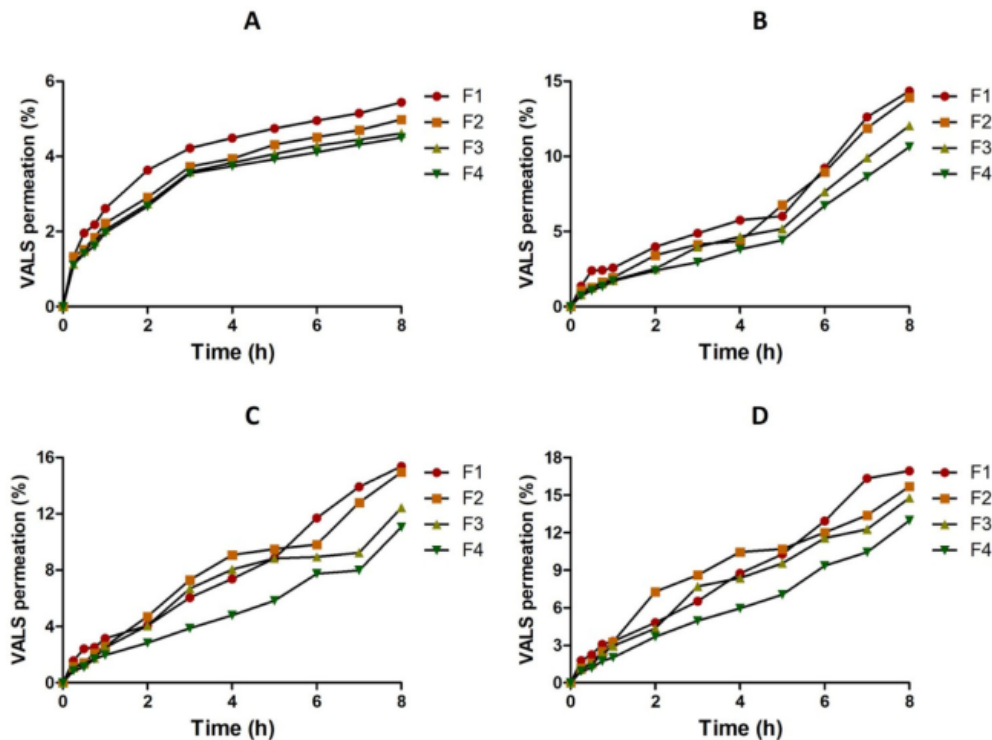 A
VALS permeation (%)
6
4
2
0
0 2 4 6 8
Time (h)
F1
F2
F3
F4
B
VALS permeation (%)
15
10
5
0
0 2 4 6 8
Time (h)
F1
F2
F3
F4
C
VALS permeation (%)
16
12
8
4
0
0 2 4 6 8
Time (h)
F1
F2
F3
F4
D
VALS permeation (%)
18
15
12
9
6
3
0
0 2 4 6 8
Time (h)
F1
F2
F3
F4